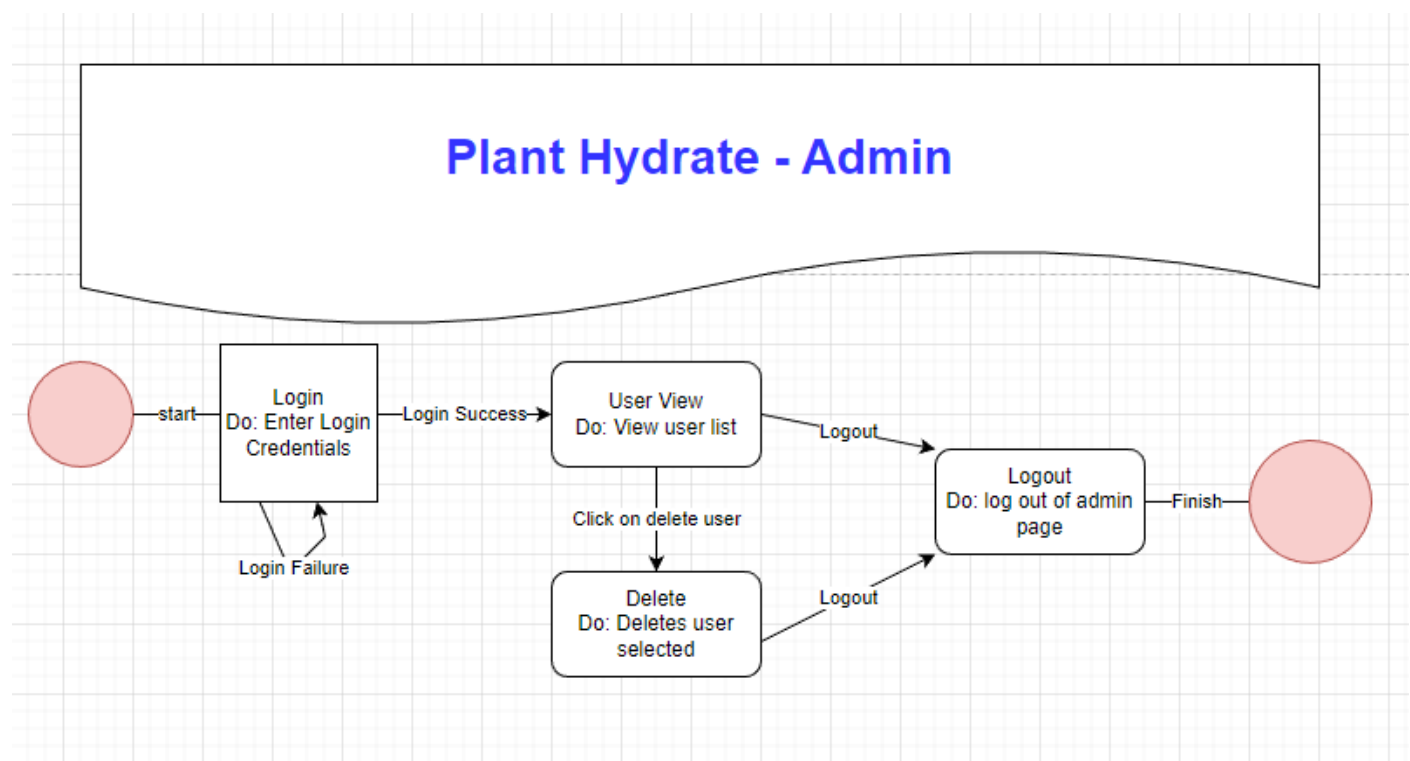 Plant Hydrate - Admin
start
Login
Do: Enter Login
Credentials
Login Failure
Login Success
User View
Do: View user list
Click on delete user
Delete
Do: Deletes user
selected
Logout
Logout
Logout
Do: log out of admin
page
Finish